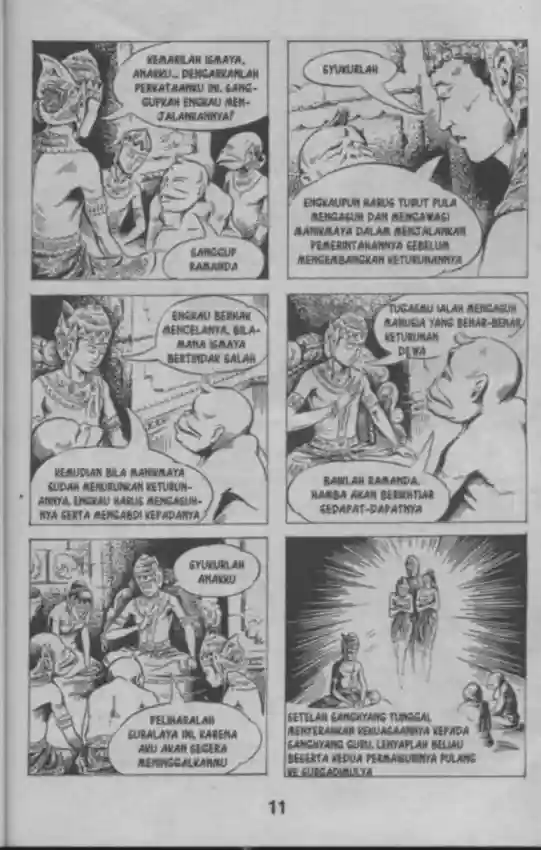 KEMARILAH ISMAYA,
ANAKKU... DENGARKANLAH
PERKATAANKU INI. SANG-
GUPKAH ENGKAU MEN-
JALANKANNYA?
SANGGUP
RAMANDA
SYUKURLAH
ENGKAUPUN HARUS TURUT PULA
MENGASUH DAN MENGAWASI
MANIKMAYA DALAM MENJALANKAN
PEMERINTAHANNYA SEBELUM
MENGEMBANGKAN KETURUNANNYA
ENGKAU BERHAK
MENCELANYA, BILA-
MANA ISMAYA
BERTINDAK SALAH
KEMUDIAN BILA MANIKMAYA
SUDAH MENURUNKAN KETURUN-
ANNYA, ENGKAU HARUS MENGASUH-
NYA SERTA MENGABDI KEPADANYA
TUGASMU IALAH MENGASUH
MANUSIA YANG BENAR-BENAR
KETURUNAN
DEWA
BAIKLAH RAMANDA,
HAMBA AKAN BERIKHTIAR
SEDAPAT-DAPATNYA
SYUKURLAH
ANAKKU
PELIHARALAH
SURALAYA INI, KARENA
AKU AKAN SEGERA
MENINGGALKANMU
SETELAH SANGHYANG TUNGGAL
MENYERAHKAN KEKUASAANNYA KEPADA
SANGHYANG GURU, LENYAPLAH BELIAU
BESERTA KEDUA PERMAISURINYA PULANG
KE SURGADIMULYA
11